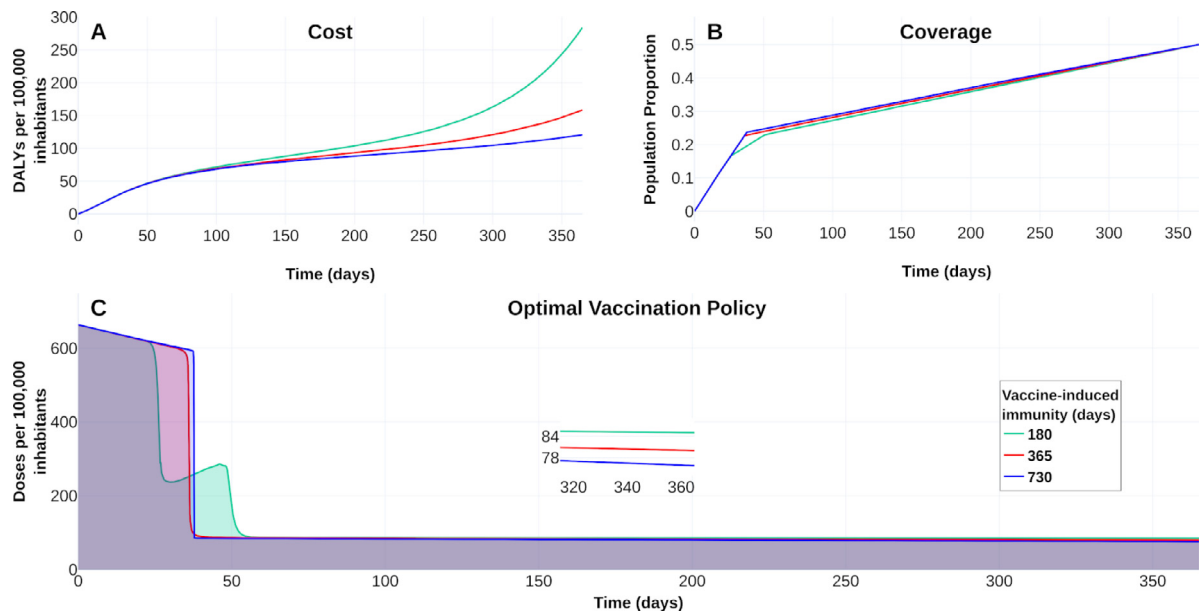 A
Cost
300
250
200
150
100
50
0
DALYs per 100,000
inhabitants
0 50 100 150 200 250 300 350
Time (days)
B
Coverage
0.5
0.4
0.3
0.2
0.1
0
Population Proportion
0 50 100 150 200 250 300 350
Time (days)
C
Optimal Vaccination Policy
600
400
200
0
Doses per 100,000
inhabitants
84
78
320 340 360
Vaccine-induced
immunity (days)
180
365
730
0 50 100 150 200 250 300 350
Time (days)